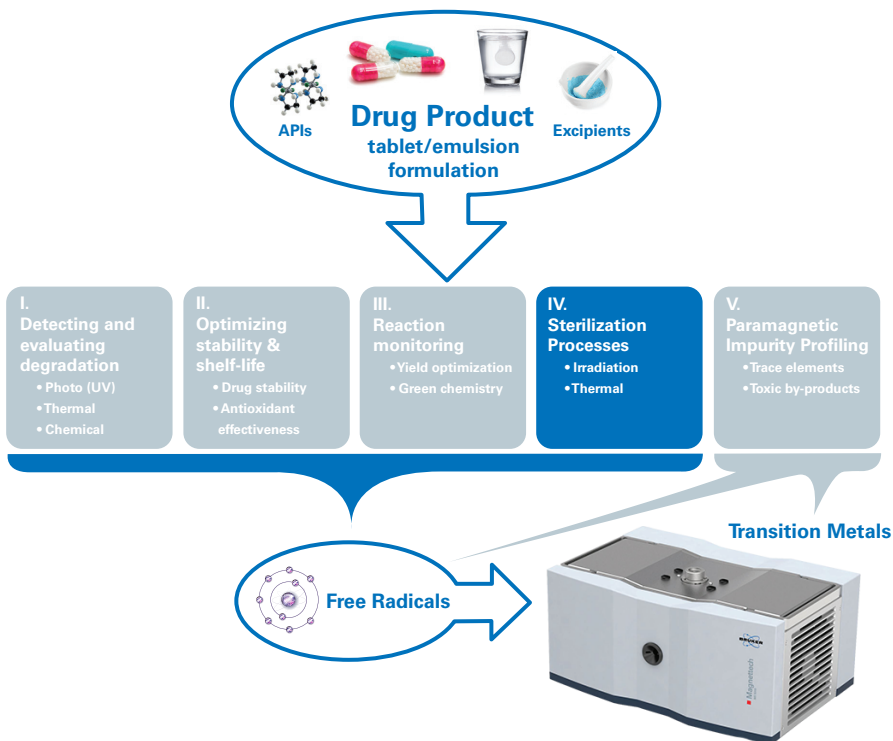 APIs
Drug Product
tablet/emulsion
formulation
Excipients
I.
Detecting and
evaluating
degradation
• Photo (UV)
• Thermal
• Chemical
II.
Optimizing
stability &
shelf-life
• Drug stability
• Antioxidant
effectiveness
III.
Reaction
monitoring
• Yield optimization
• Green chemistry
IV.
Sterilization
Processes
• Irradiation
• Thermal
V.
Paramagnetic
Impurity Profiling
• Trace elements
• Toxic by-products
Transition Metals
Free Radicals
BRUKER
Magnettech